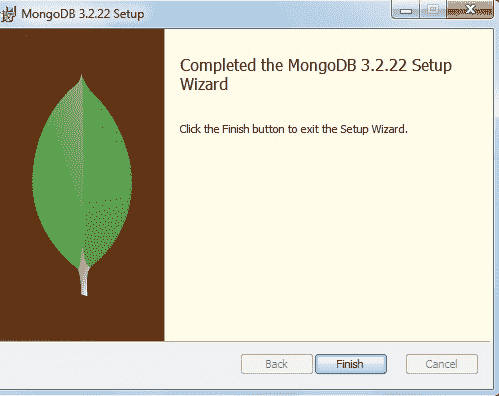 MongoDB 3.2.22 Setup
Completed the MongoDB 3.2.22 Setup
Wizard
Click the Finish button to exit the Setup Wizard.
Back
Finish
Cancel